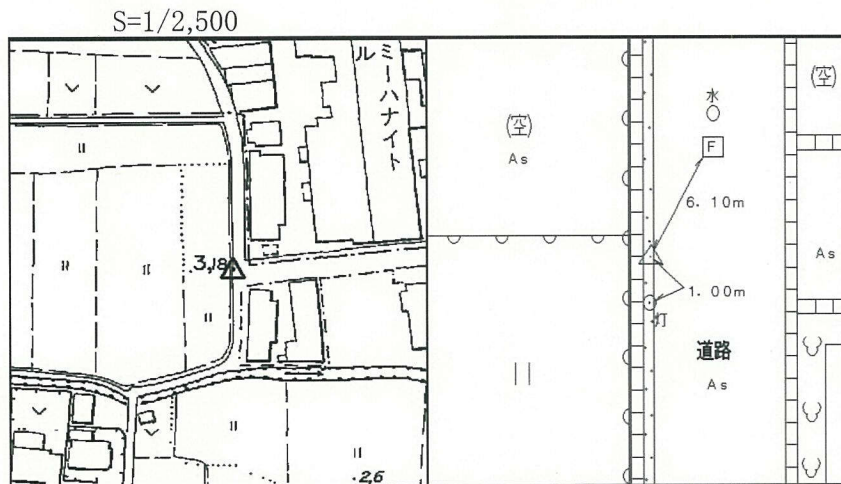 S=1/2,500
ミーハナイト
ル
3,18
2,6
(空)
As
水
F
6.10m
1.00m
灯
道路
As
(空)
As